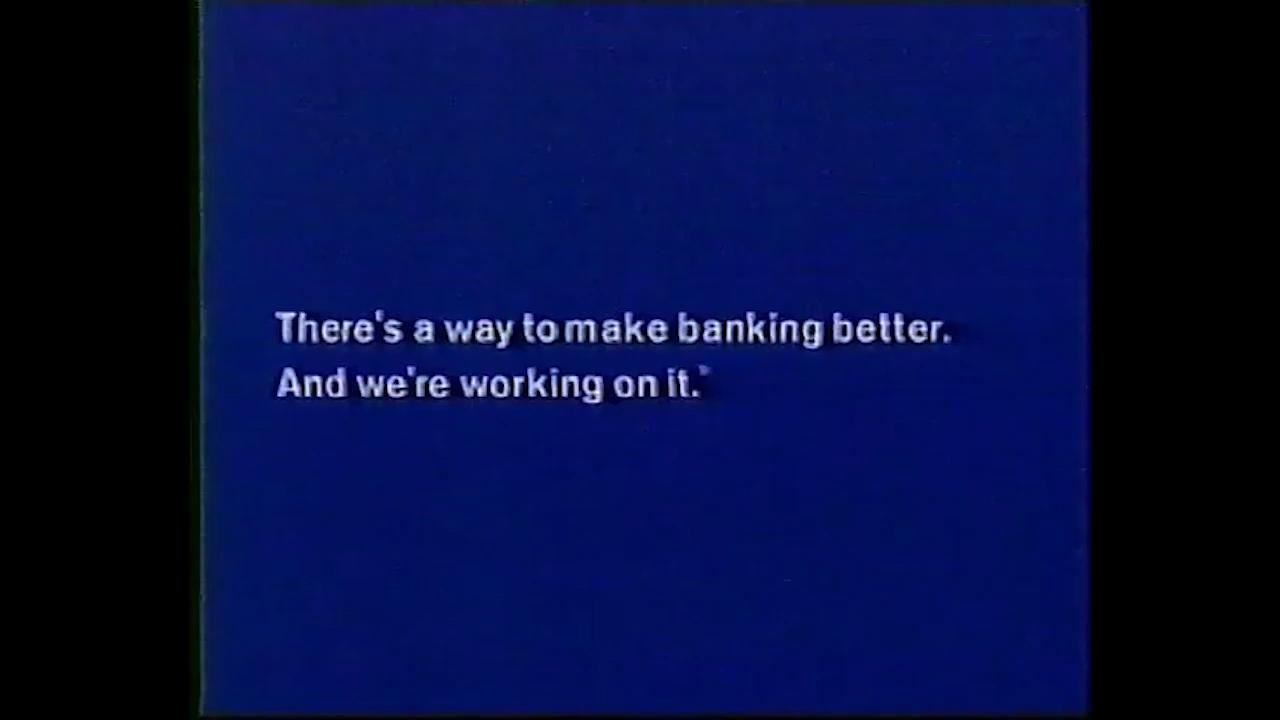 There's a way to make banking better.
And we're working on it.